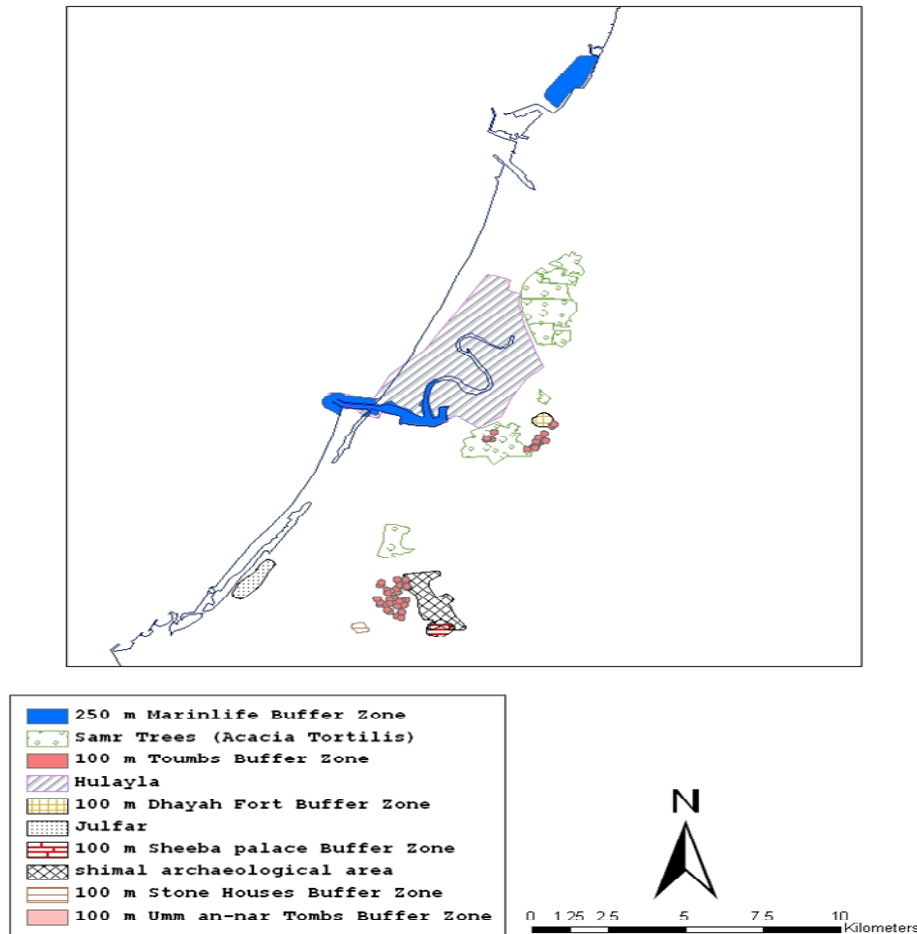 250 m Marinlife Buffer Zone
Samr Trees (Acacia Tortilis)
100 m Toumbs Buffer Zone
Hulayla
100 m Dhayah Fort Buffer Zone
Julfar
100 m Sheeba palace Buffer Zone
shimal archaeological area
100 m Stone Houses Buffer Zone
100 m Umm an-nar Tombs Buffer Zone
N
0 1.25 2.5 5 7.5 10
Kilometers